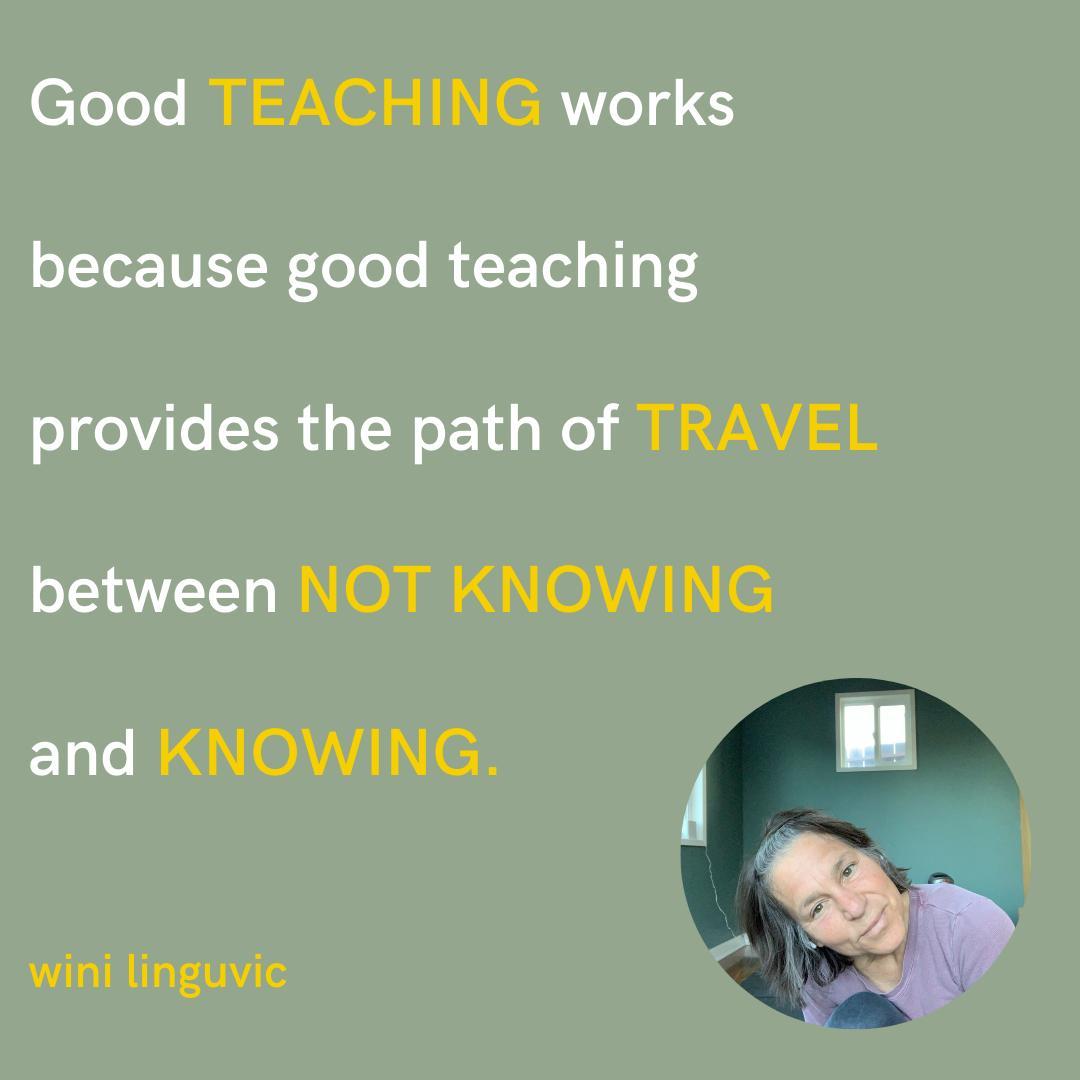 Good TEACHING works
because good teaching
provides the path of TRAVEL
between NOT KNOWING
and KNOWING.
wini linguvic